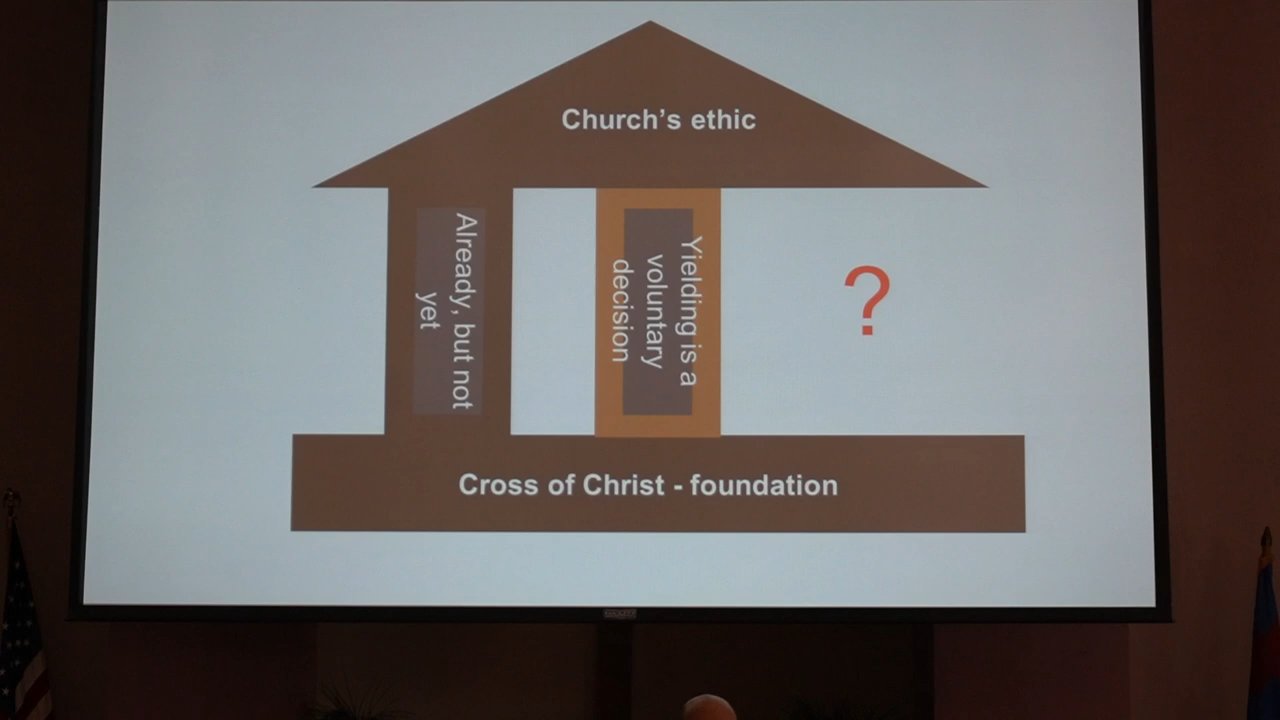 Church's ethic
Already, but not
yet
Yielding is a
voluntary
decision
?
Cross of Christ - foundation